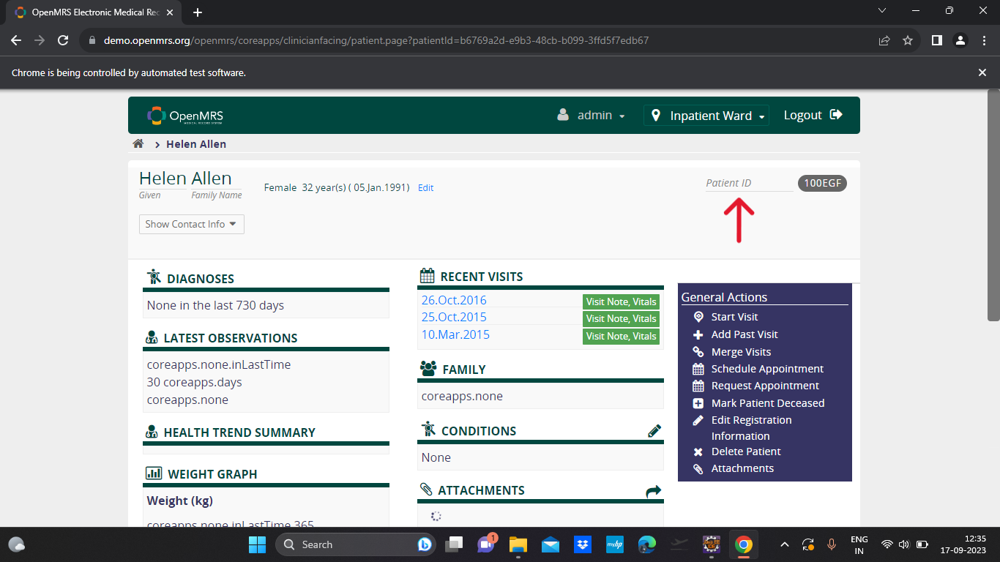 OpenMRS Electronic Medical Rec
demo.openmrs.org/openmrs/coreapps/clinicianfacing/patient.page?patientId=b6769a2d-e9b3-48cb-b099-3ffd5f7edb67
Chrome is being controlled by automated test software.
OpenMRS
MEDICAL RECORD SYSTEM
admin
Inpatient Ward
Logout
Helen Allen
Helen Allen
Given Family Name
Female 32 year(s) ( 05.Jan.1991) Edit
Patient ID 100EGF
Show Contact Info
DIAGNOSES
None in the last 730 days
LATEST OBSERVATIONS
coreapps.none.inLastTime
30 coreapps.days
coreapps.none
HEALTH TREND SUMMARY
WEIGHT GRAPH
Weight (kg)
coreapps.none.inLastTime 365
RECENT VISITS
26.Oct.2016 Visit Note, Vitals
25.Oct.2015 Visit Note, Vitals
10.Mar.2015 Visit Note, Vitals
FAMILY
coreapps.none
CONDITIONS
None
ATTACHMENTS
General Actions
Start Visit
Add Past Visit
Merge Visits
Schedule Appointment
Request Appointment
Mark Patient Deceased
Edit Registration
Information
Delete Patient
Attachments
Search
1
myhp
ENG
IN
12:35
17-09-2023